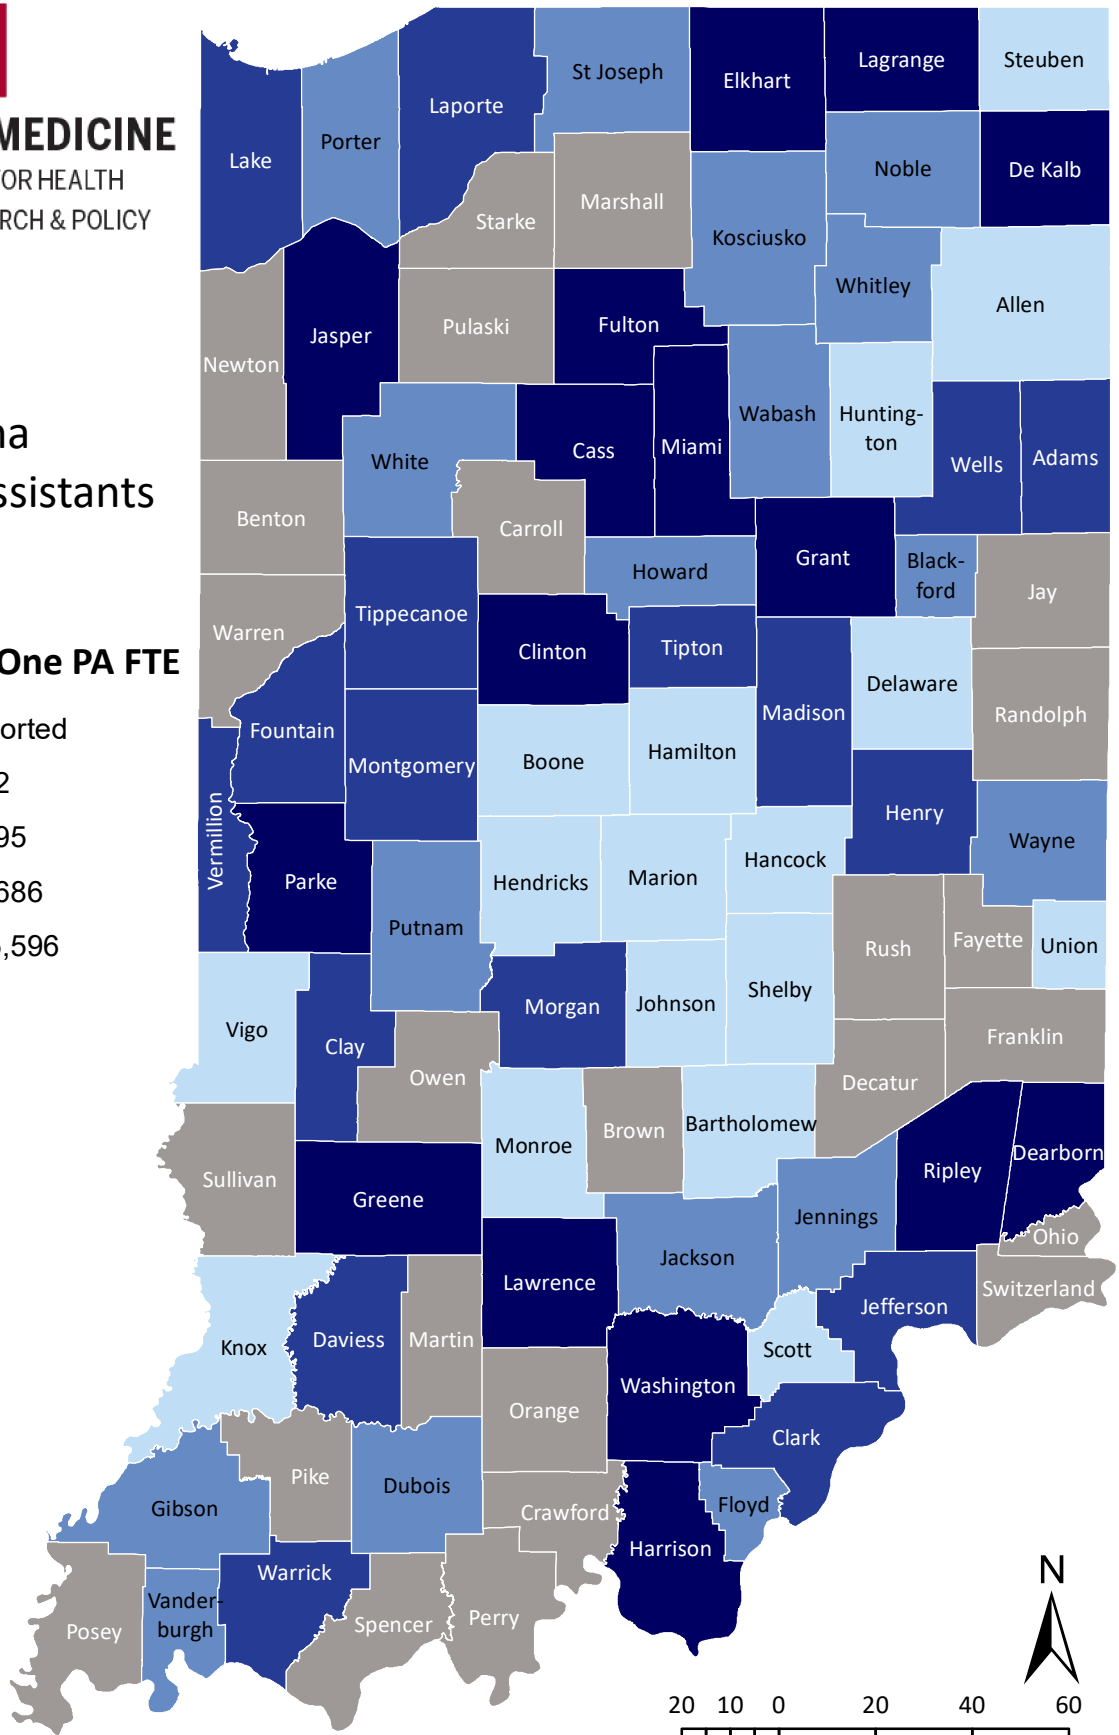 MEDICINE
FOR HEALTH
RCH & POLICY
na
ssistants
One PA FTE
orted
2
95
686
5,596
St Joseph
Elkhart
Lagrange
Steuben
Laporte
Lake
Porter
Noble
De Kalb
Starke
Marshall
Kosciusko
Whitley
Allen
Jasper
Pulaski
Fulton
Newton
Wabash
Hunting-
ton
White
Cass
Miami
Wells
Adams
Benton
Carroll
Howard
Grant
Black-
ford
Jay
Tippecanoe
Warren
Clinton
Tipton
Delaware
Madison
Randolph
Fountain
Montgomery
Boone
Hamilton
Henry
Vermillion
Parke
Hendricks
Marion
Hancock
Wayne
Putnam
Rush
Fayette
Union
Vigo
Clay
Morgan
Johnson
Shelby
Franklin
Owen
Decatur
Monroe
Brown
Bartholomew
Sullivan
Greene
Ripley
Dearborn
Jennings
Ohio
Jackson
Lawrence
Switzerland
Jefferson
Knox
Daviess
Martin
Scott
Washington
Orange
Clark
Pike
Dubois
Gibson
Crawford
Floyd
Harrison
Warrick
Vander-
burgh
Posey
Spencer
Perry
N
20 10 0 20 40 60